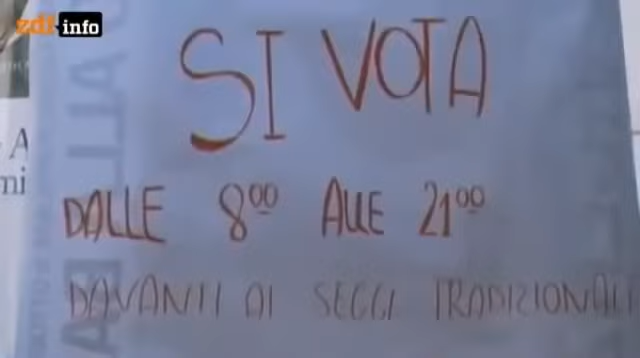 zdf info
SI VOTA
DALLE 8⁰⁰ ALLE 21⁰⁰
DAVANTI AI SEGGI TRADIZIONALI